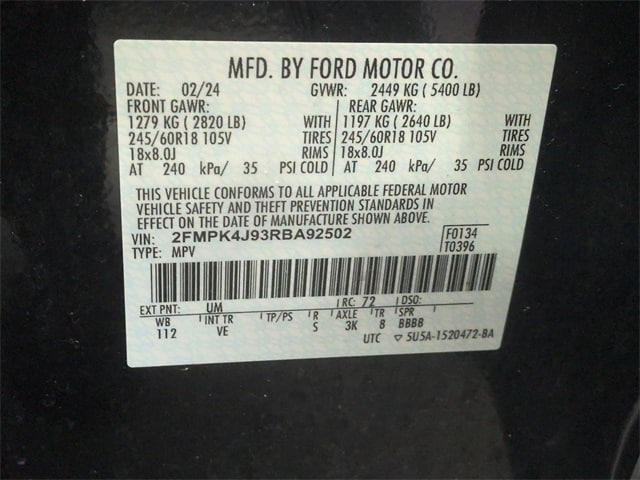 MFD. BY FORD MOTOR CO.
DATE: 02/24 GVWR: 2449 KG ( 5400 LB)
FRONT GAWR: REAR GAWR:
1279 KG ( 2820 LB) WITH 1197 KG ( 2640 LB) WITH
245/60R18 105V TIRES 245/60R18 105V TIRES
18x8.0J RIMS 18x8.0J RIMS
AT 240 kPa/ 35 PSI COLD AT 240 kPa/ 35 PSI COLD
THIS VEHICLE CONFORMS TO ALL APPLICABLE FEDERAL MOTOR
VEHICLE SAFETY AND THEFT PREVENTION STANDARDS IN
EFFECT ON THE DATE OF MANUFACTURE SHOWN ABOVE.
VIN: 2FMPK4J93RBA92502 F0134
TYPE: MPV T0396
EXT PNT: UM RC: 72 DSO:
WB INT TR TP/PS R AXLE TR SPR
112 VE S 3K 8 BBBB
UTC ▽ 5U5A-1520472-BA